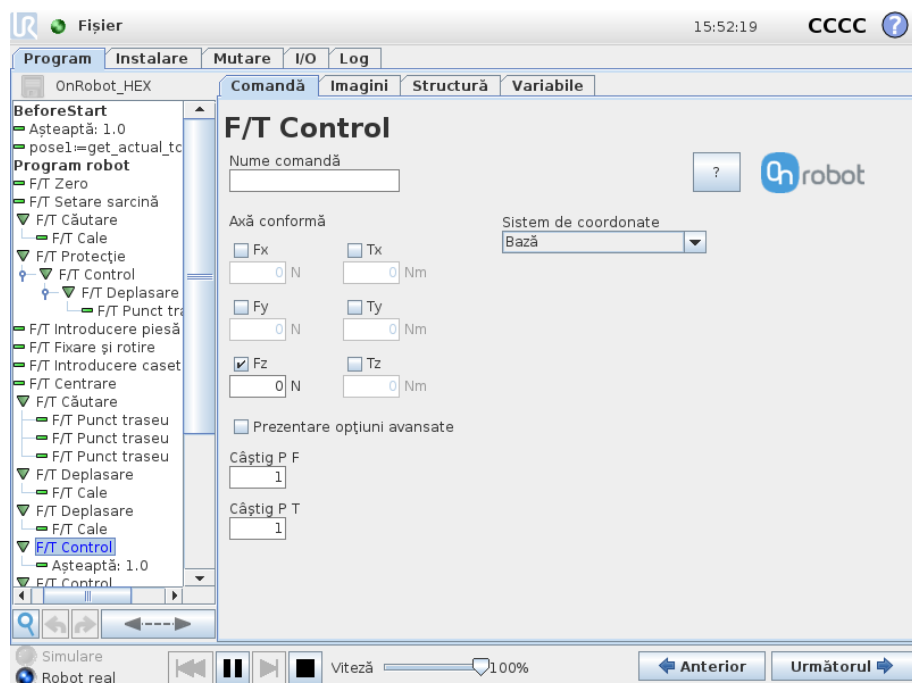 Fișier 15:52:19 CCCC ?
Program Instalare Mutare I/O Log
OnRobot_HEX
Comandă Imagini Structură Variabile
BeforeStart
Așteaptă: 1.0
pose1≔get_actual_tc
Program robot
F/T Zero
F/T Setare sarcină
F/T Căutare
F/T Cale
F/T Protecție
F/T Control
F/T Deplasare
F/T Punct tra
F/T Introducere piesă
F/T Fixare și rotire
F/T Introducere caset
F/T Centrare
F/T Căutare
F/T Punct traseu
F/T Punct traseu
F/T Punct traseu
F/T Deplasare
F/T Cale
F/T Deplasare
F/T Cale
F/T Control
Așteaptă: 1.0
F/T Control
F/T Control
Nume comandă
?
On robot
Axă conformă
Sistem de coordonate
Bază
Fx Tx
0 N 0 Nm
Fy Ty
0 N 0 Nm
Fz Tz
0 N 0 Nm
Prezentare opțiuni avansate
Câștig P F
1
Câștig P T
1
Simulare
Robot real
Viteză 100%
Anterior Următorul